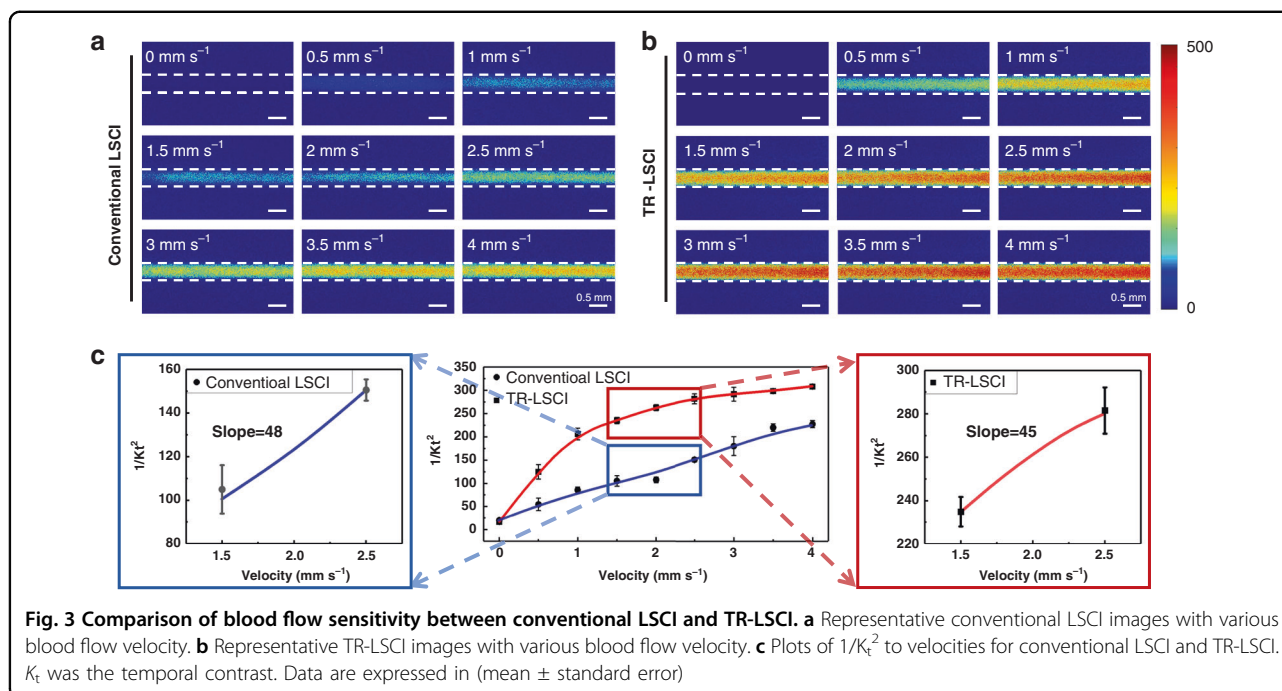 a
b
Conventional LSCI
0 mm s⁻¹
0.5 mm s⁻¹
1 mm s⁻¹
1.5 mm s⁻¹
2 mm s⁻¹
2.5 mm s⁻¹
3 mm s⁻¹
3.5 mm s⁻¹
4 mm s⁻¹
0.5 mm
TR -LSCI
0 mm s⁻¹
0.5 mm s⁻¹
1 mm s⁻¹
1.5 mm s⁻¹
2 mm s⁻¹
2.5 mm s⁻¹
3 mm s⁻¹
3.5 mm s⁻¹
4 mm s⁻¹
0.5 mm
500
0
c
160
140
120
100
80
1/Kt²
Conventioal LSCI
Slope=48
1.5 2.0 2.5
Velocity (mm s⁻¹)
350
300
250
200
150
100
50
0
1/Kt²
Conventioal LSCI
TR-LSCI
0 1 2 3 4
Velocity (mm s⁻¹)
300
280
260
240
220
1/Kt²
TR-LSCI
Slope=45
1.5 2.0 2.5
Velocity (mm s⁻¹)
Fig. 3 Comparison of blood flow sensitivity between conventional LSCI and TR-LSCI. a Representative conventional LSCI images with various
blood flow velocity. b Representative TR-LSCI images with various blood flow velocity. c Plots of 1/Kt² to velocities for conventional LSCI and TR-LSCI.
Kt was the temporal contrast. Data are expressed in (mean ± standard error)